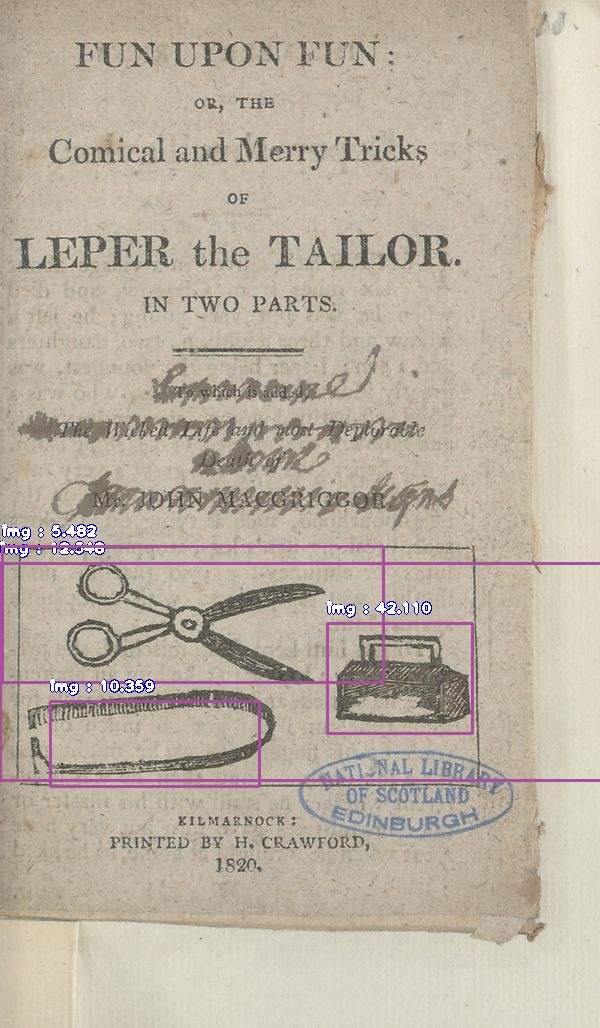 FUN UPON FUN:
OR, THE
Comical and Merry Tricks
OF
LEPER the TAILOR.
IN TWO PARTS.
To which is added,
The Wicked Life and most Deplorable
Death of
Mr. JOHN MACGRIGGOR
img : 5.482
img : 12.548
img : 42.110
img : 10.359
NATIONAL LIBRARY
OF SCOTLAND
EDINBURGH
KILMARNOCK:
PRINTED BY H. CRAWFORD,
1820.